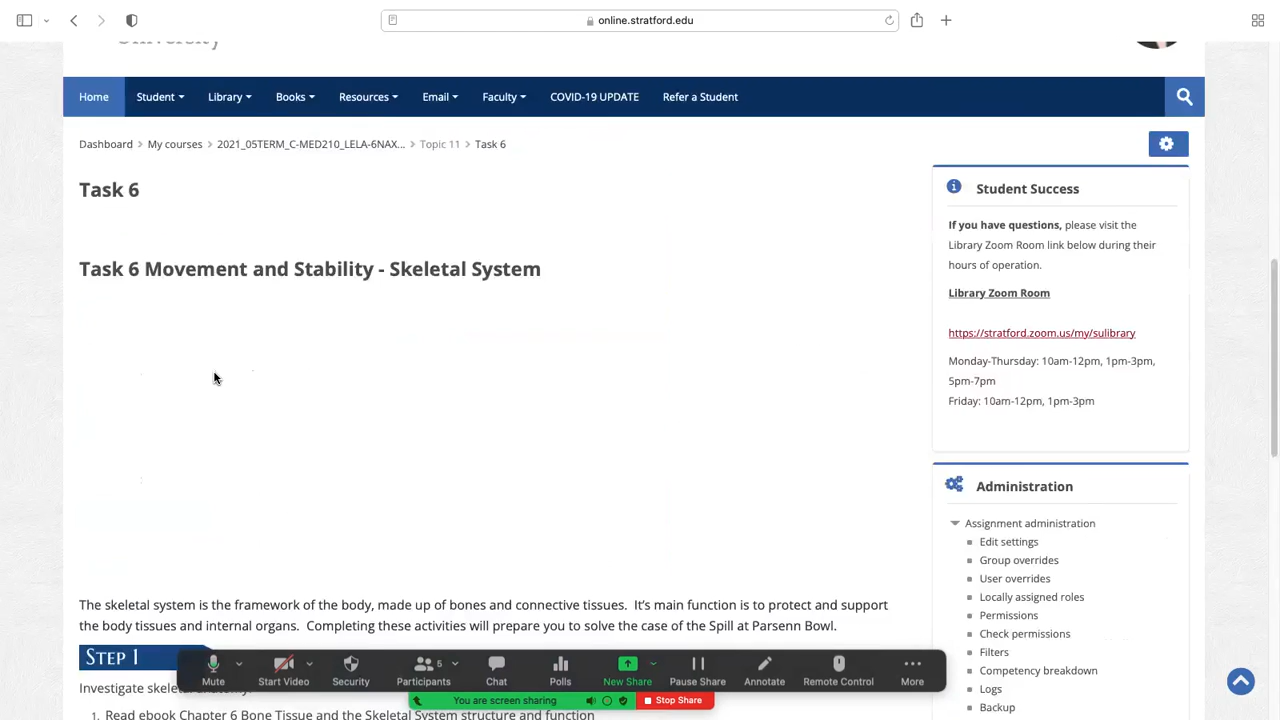 online.stratford.edu
University
Home Student Library Books Resources Email Faculty COVID-19 UPDATE Refer a Student
Dashboard My courses 2021_05TERM_C-MED210_LELA-6NAX... Topic 11 Task 6
Task 6
Task 6 Movement and Stability - Skeletal System
The skeletal system is the framework of the body, made up of bones and connective tissues. It's main function is to protect and support
the body tissues and internal organs. Completing these activities will prepare you to solve the case of the Spill at Parsenn Bowl.
STEP 1
Investigate
1. Read ebook Chapter 6 Bone Tissue and the Skeletal System structure and function
Student Success
If you have questions, please visit the
Library Zoom Room link below during their
hours of operation.
Library Zoom Room
https://stratford.zoom.us/my/sulibrary
Monday-Thursday: 10am-12pm, 1pm-3pm,
5pm-7pm
Friday: 10am-12pm, 1pm-3pm
Administration
Assignment administration
Edit settings
Group overrides
User overrides
Locally assigned roles
Permissions
Check permissions
Filters
Competency breakdown
Logs
Backup
6
Mute Start Video Security Participants Chat Polls New Share Pause Share Annotate Remote Control More
You are screen sharing Stop Share